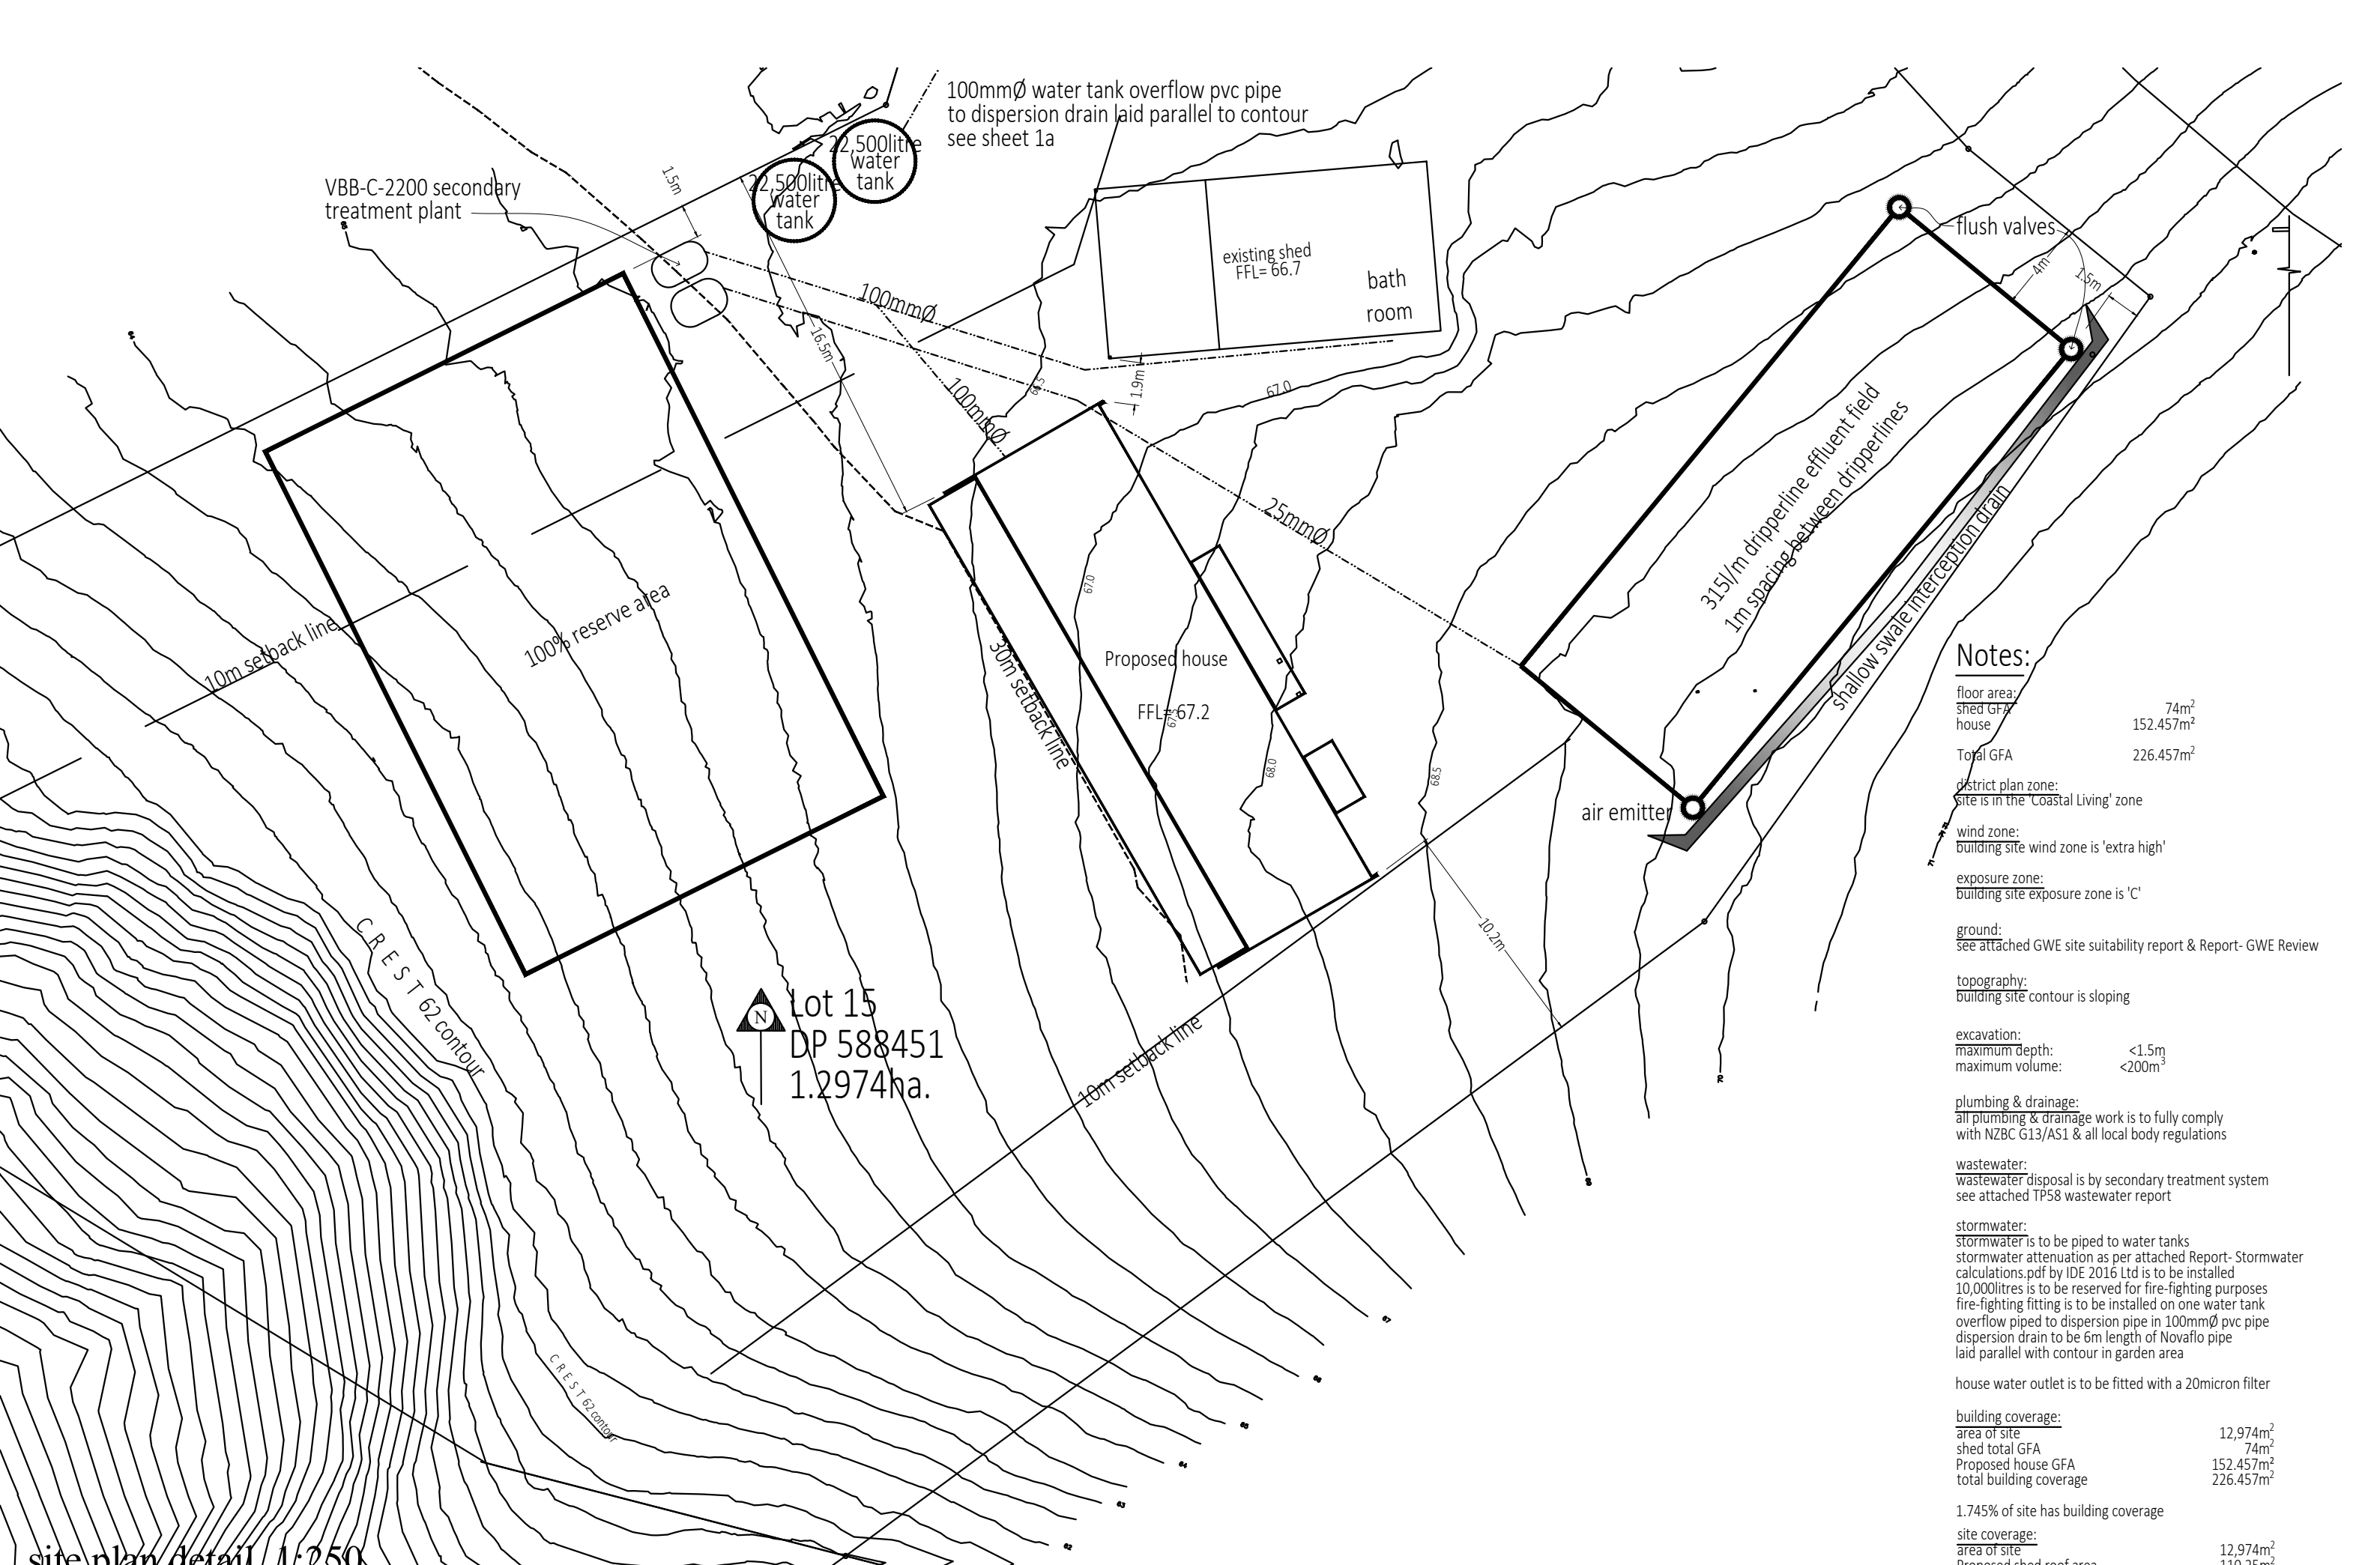 100mmØ water tank overflow pvc pipe
to dispersion drain laid parallel to contour
see sheet 1a
22,500litre
water
tank
22,500litre
water
tank
VBB-C-2200 secondary
treatment plant
1.5m
existing shed
FFL= 66.7
bath
room
flush valves
4m
1.5m
100mmØ
16.5m
100mmØ
1.9m
67.0
25mmØ
315l/m dripperline effluent field
1m spacing between dripperlines
shallow swale interception drain
67.0
10m setback line
100% reserve area
30m setback line
Proposed house
FFL= 67.2
67.5
68.0
68.5
air emitter
10.2m
CREST 62 contour
N
Lot 15
DP 588451
1.2974ha.
10m setback line
CREST 62 contour
67
66
65
64
63
62
site plan detail 1:250
Notes:
floor area:
shed GFA 74m²
house 152.457m²
Total GFA 226.457m²
district plan zone:
site is in the 'Coastal Living' zone
wind zone:
building site wind zone is 'extra high'
exposure zone:
building site exposure zone is 'C'
ground:
see attached GWE site suitability report & Report- GWE Review
topography:
building site contour is sloping
excavation:
maximum depth: <1.5m
maximum volume: <200m³
plumbing & drainage:
all plumbing & drainage work is to fully comply
with NZBC G13/AS1 & all local body regulations
wastewater:
wastewater disposal is by secondary treatment system
see attached TP58 wastewater report
stormwater:
stormwater is to be piped to water tanks
stormwater attenuation as per attached Report- Stormwater
calculations.pdf by IDE 2016 Ltd is to be installed
10,000litres is to be reserved for fire-fighting purposes
fire-fighting fitting is to be installed on one water tank
overflow piped to dispersion pipe in 100mmØ pvc pipe
dispersion drain to be 6m length of Novaflo pipe
laid parallel with contour in garden area
house water outlet is to be fitted with a 20micron filter
building coverage:
area of site 12,974m²
shed total GFA 74m²
Proposed house GFA 152.457m²
total building coverage 226.457m²
1.745% of site has building coverage
site coverage:
area of site 12,974m²
Proposed shed roof area 110.25m²